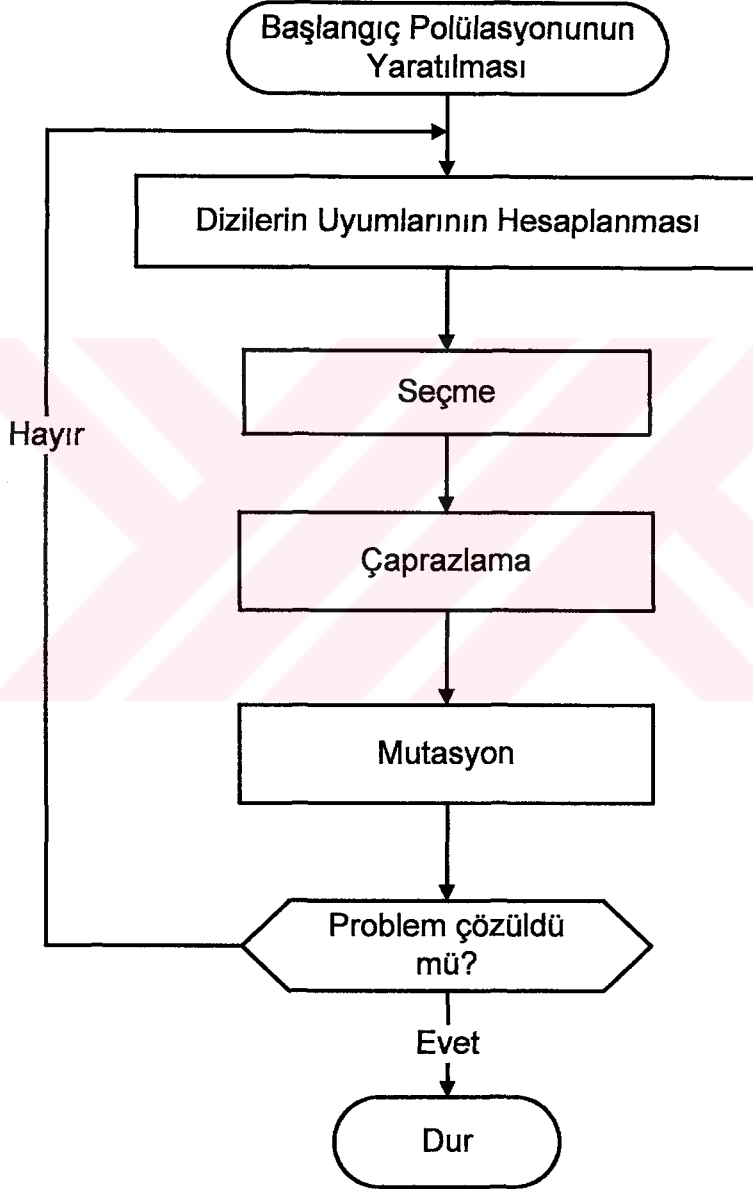 Başlangıç Polülasyonunun
Yaratılması
Dizilerin Uyumlarının Hesaplanması
Seçme
Hayır
Çaprazlama
Mutasyon
Problem çözüldü
mü?
Evet
Dur